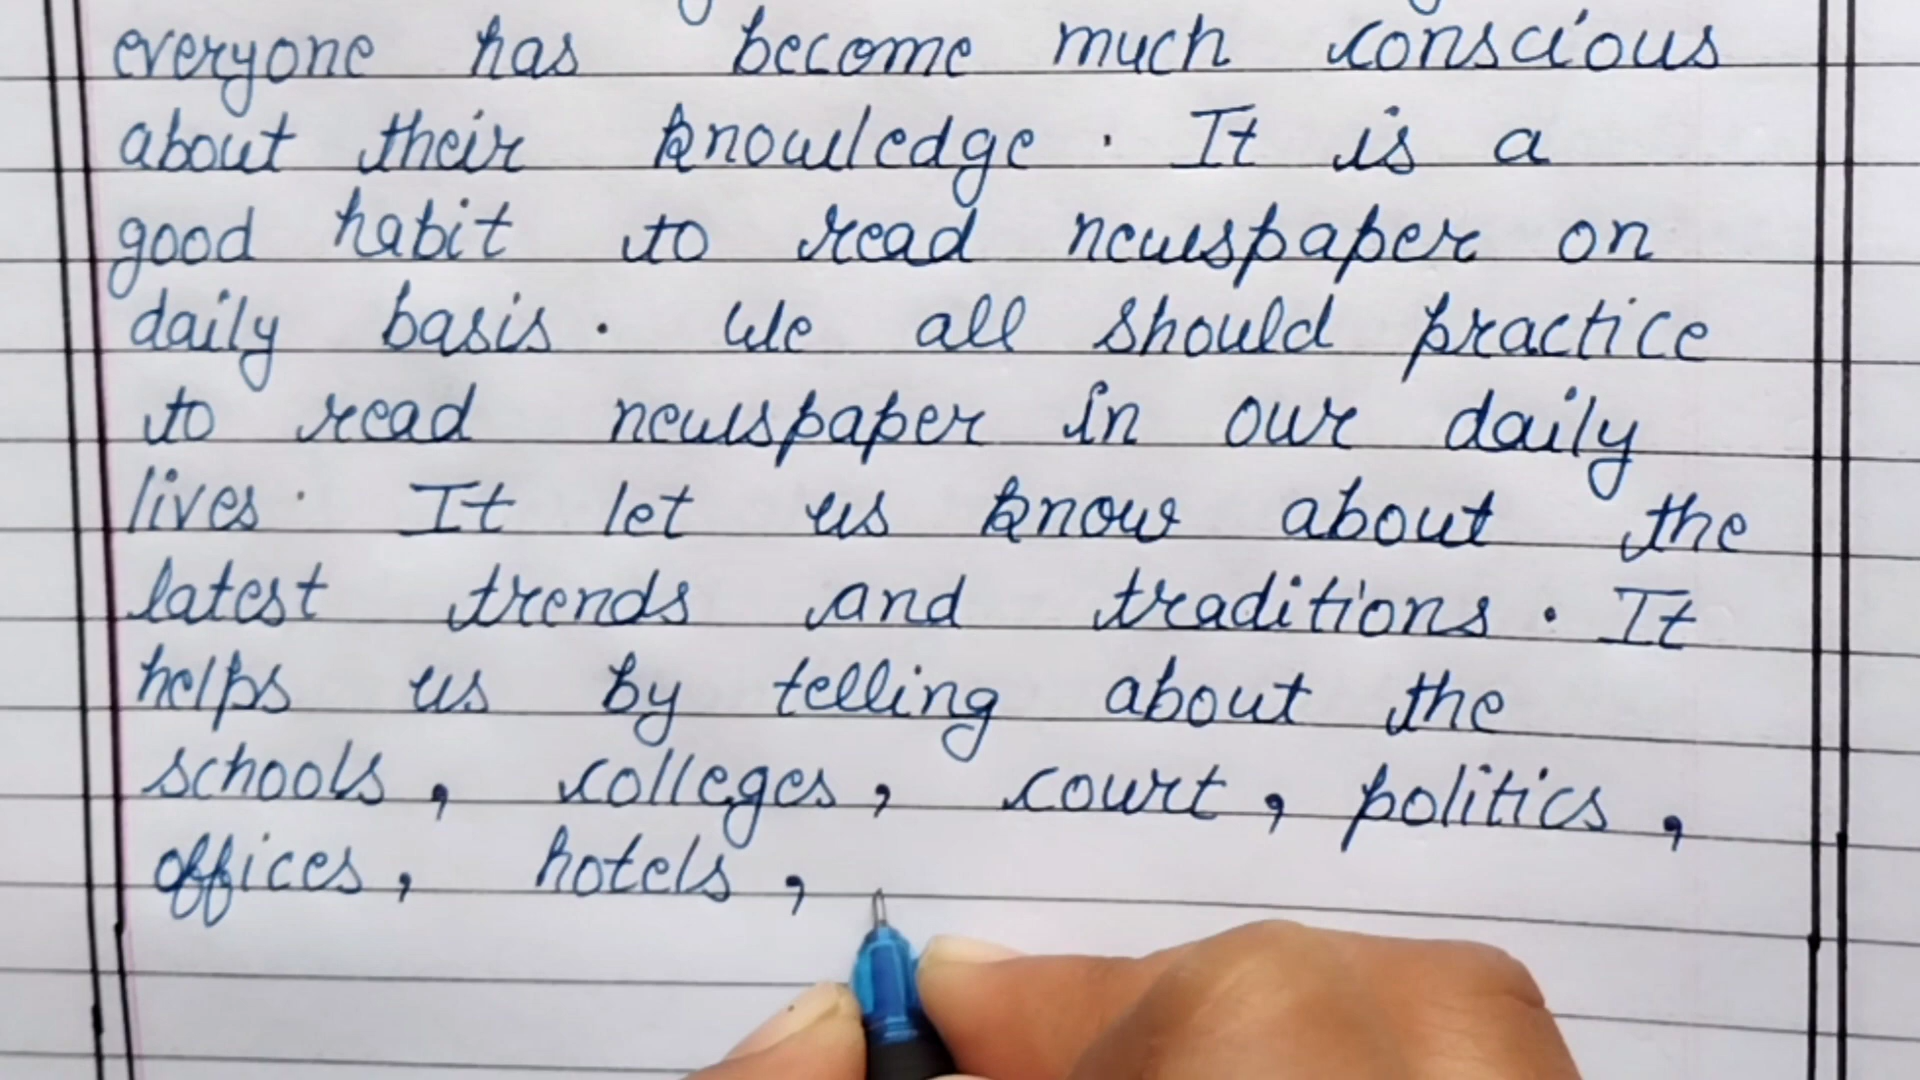 everyone has become much conscious
about their knowledge. It is a
good habit to read newspaper on
daily basis. We all should practice
to read newspaper in our daily
lives. It let us know about the
latest trends and traditions. It
helps us by telling about the
schools, colleges, court, politics,
offices, hotels,